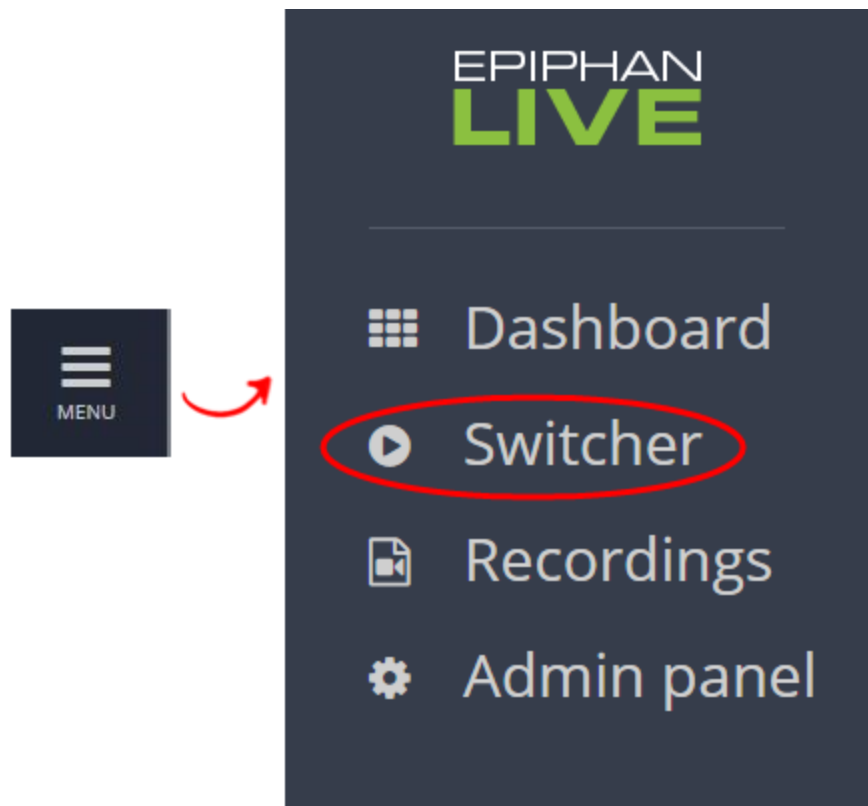 MENU
EPIPHAN
LIVE
Dashboard
Switcher
Recordings
Admin panel